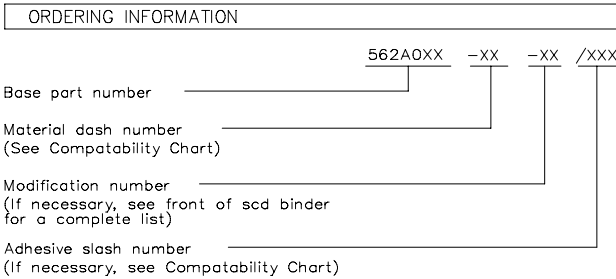 ORDERING INFORMATION
562A0XX -XX -XX /XXX
Base part number
Material dash number
(See Compatability Chart)
Modification number
(If necessary, see front of scd binder
for a complete list)
Adhesive slash number
(If necessary, see Compatability Chart)